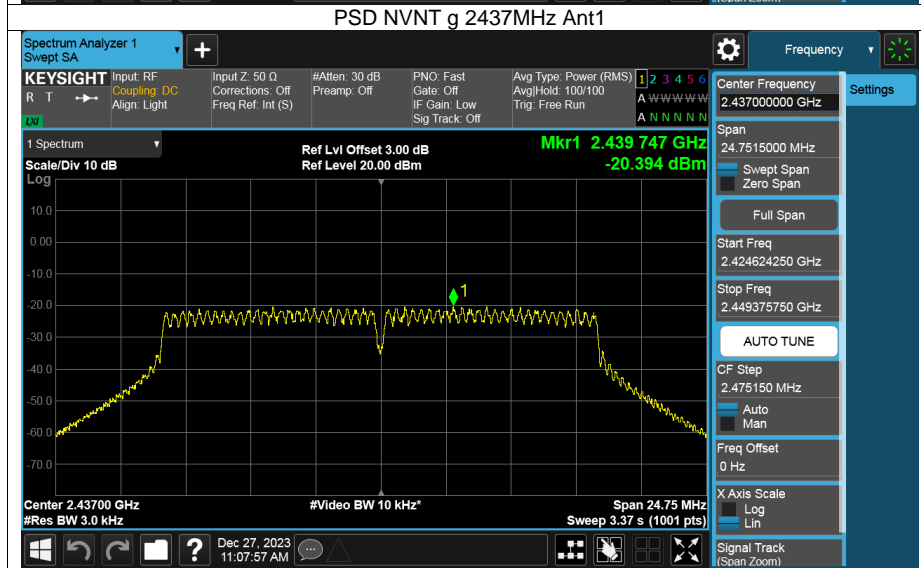 (Span Zoom)
PSD NVNT g 2437MHz Ant1
Spectrum Analyzer 1
Swept SA
Frequency
KEYSIGHT
R T
LNI
Input: RF
Coupling: DC
Align: Light
Input Z: 50 Ω
Corrections: Off
Freq Ref: Int (S)
#Atten: 30 dB
Preamp: Off
PNO: Fast
Gate: Off
IF Gain: Low
Sig Track: Off
Avg Type: Power (RMS)
Avg|Hold: 100/100
Trig: Free Run
1 2 3 4 5 6
A W W W W W
A N N N N N
Center Frequency
2.437000000 GHz
Settings
Span
24.7515000 MHz
Swept Span
Zero Span
Full Span
Start Freq
2.424624250 GHz
Stop Freq
2.449375750 GHz
AUTO TUNE
CF Step
2.475150 MHz
Auto
Man
Freq Offset
0 Hz
X Axis Scale
Log
Lin
Signal Track
(Span Zoom)
1 Spectrum
Scale/Div 10 dB
Log
Ref Lvl Offset 3.00 dB
Ref Level 20.00 dBm
Mkr1 2.439 747 GHz
-20.394 dBm
10.0
0.00
-10.0
-20.0
-30.0
-40.0
-50.0
-60.0
-70.0
1
Center 2.43700 GHz
#Res BW 3.0 kHz
#Video BW 10 kHz*
Span 24.75 MHz
Sweep 3.37 s (1001 pts)
?
Dec 27, 2023
11:07:57 AM